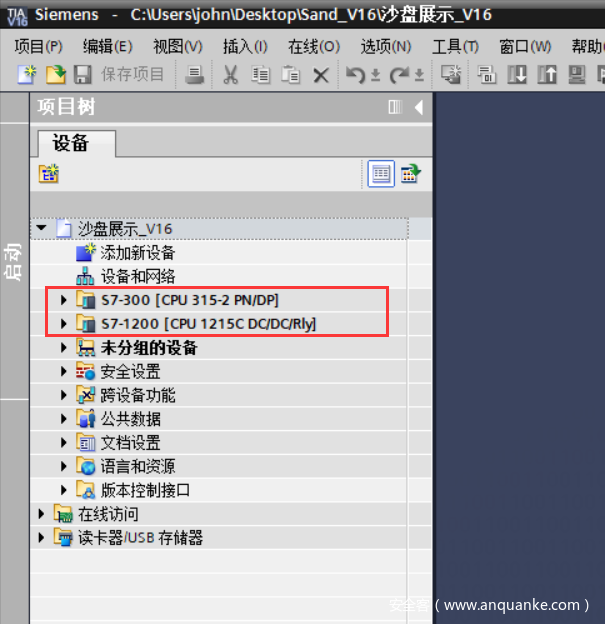 TIA V16 Siemens - C:\Users\john\Desktop\Sand_V16\沙盘展示_V16
项目(P) 编辑(E) 视图(V) 插入(I) 在线(O) 选项(N) 工具(T) 窗口(W) 帮助
保存项目
项目树
设备
启动
沙盘展示_V16
添加新设备
设备和网络
S7-300 [CPU 315-2 PN/DP]
S7-1200 [CPU 1215C DC/DC/Rly]
未分组的设备
安全设置
跨设备功能
公共数据
文档设置
语言和资源
版本控制接口
在线访问
读卡器/USB 存储器
安全客（www.anquanke.com）